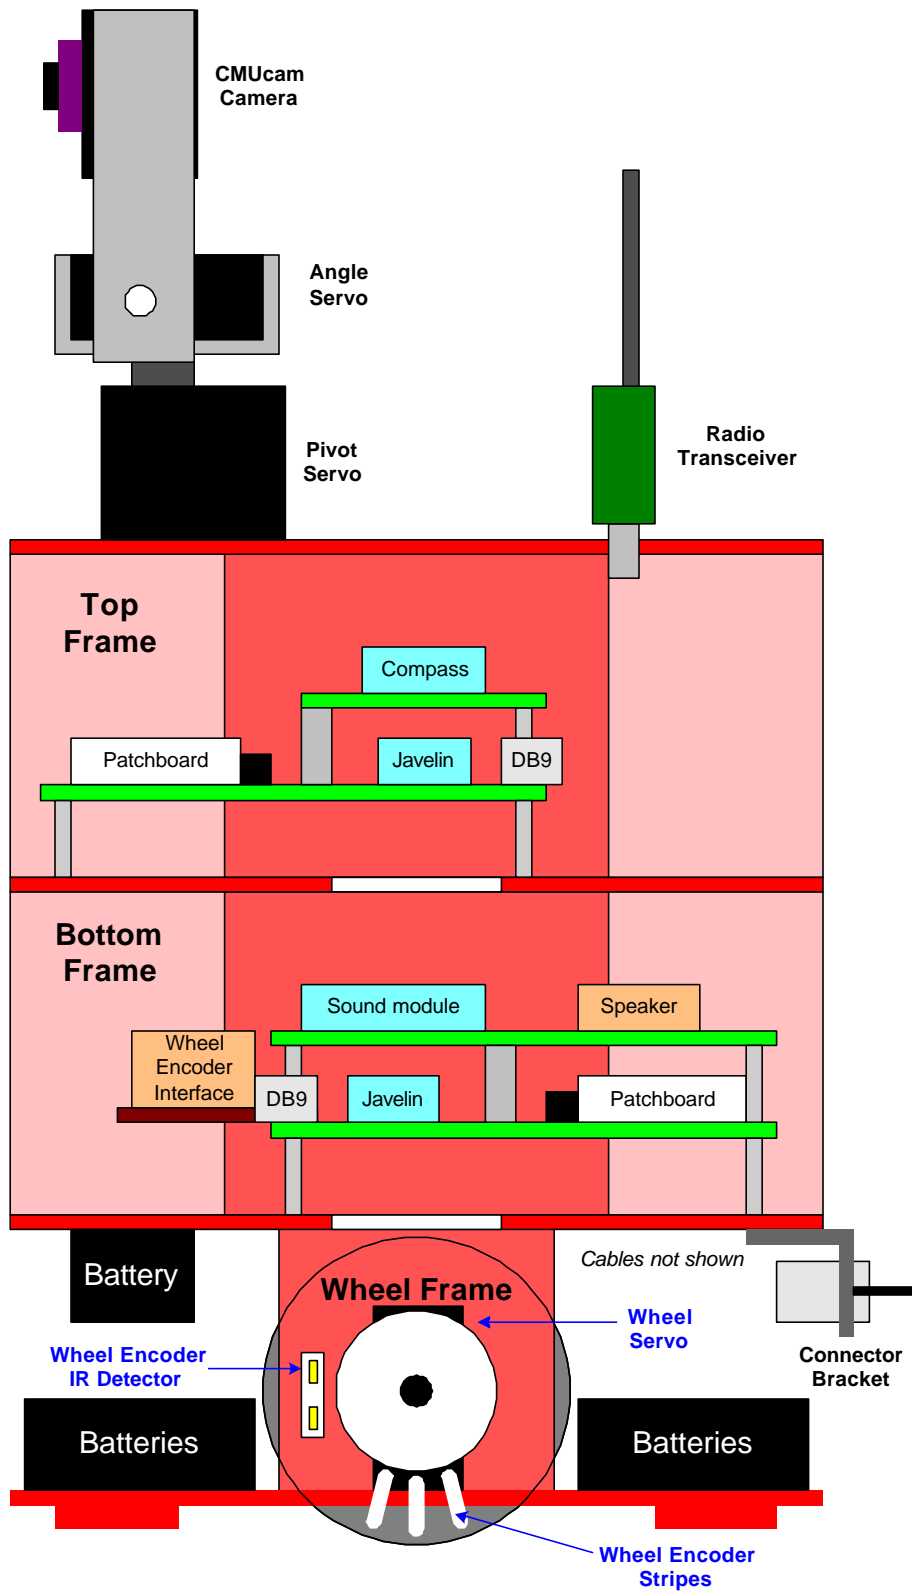 CMUcam
Camera
Angle
Servo
Pivot
Servo
Radio
Transceiver
Top
Frame
Compass
Patchboard
Javelin
DB9
Bottom
Frame
Sound module
Speaker
Wheel
Encoder
Interface
DB9
Javelin
Patchboard
Battery
Cables not shown
Wheel Frame
Wheel
Servo
Wheel Encoder
IR Detector
Connector
Bracket
Batteries
Batteries
Wheel Encoder
Stripes